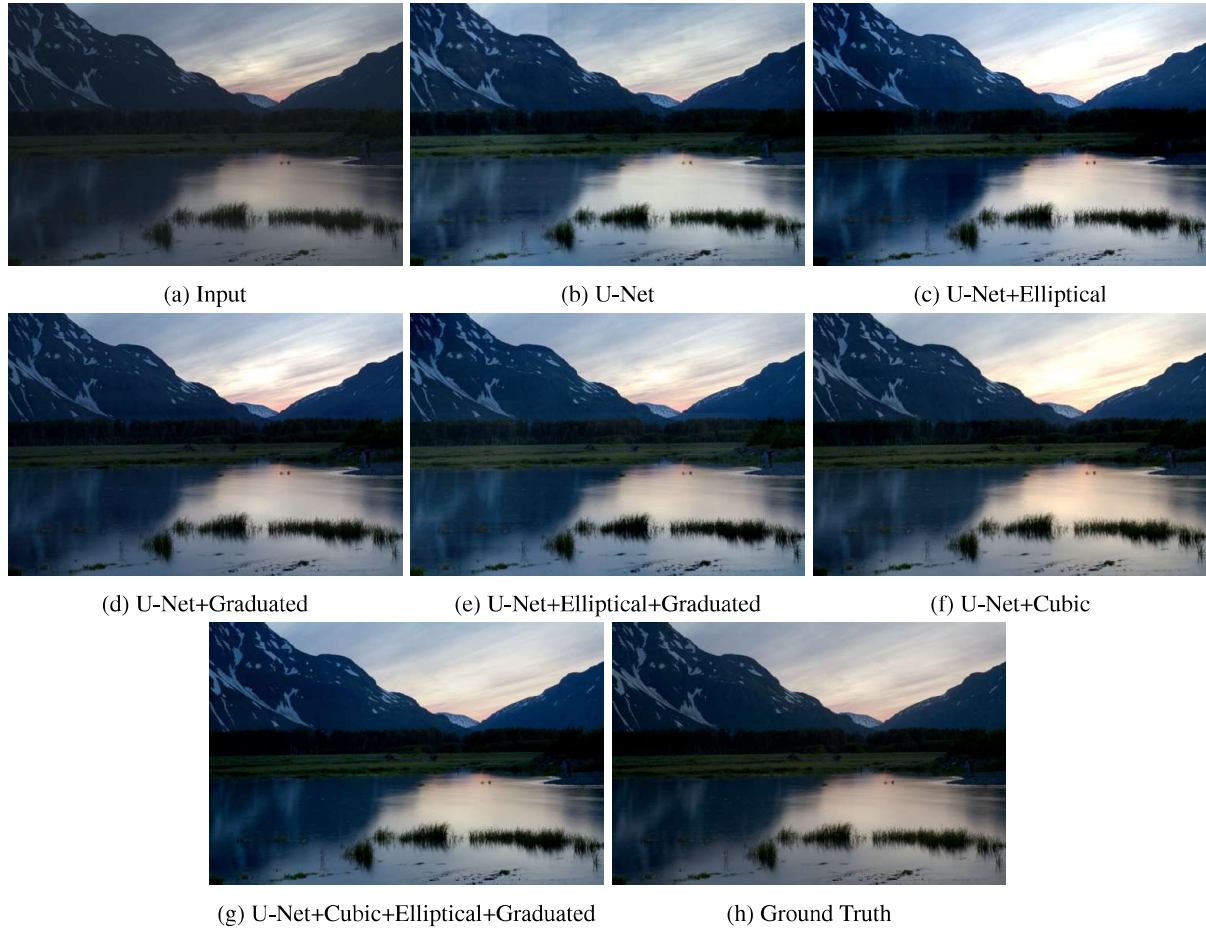 (a) Input
(b) U-Net
(c) U-Net+Elliptical
(d) U-Net+Graduated
(e) U-Net+Elliptical+Graduated
(f) U-Net+Cubic
(g) U-Net+Cubic+Elliptical+Graduated
(h) Ground Truth